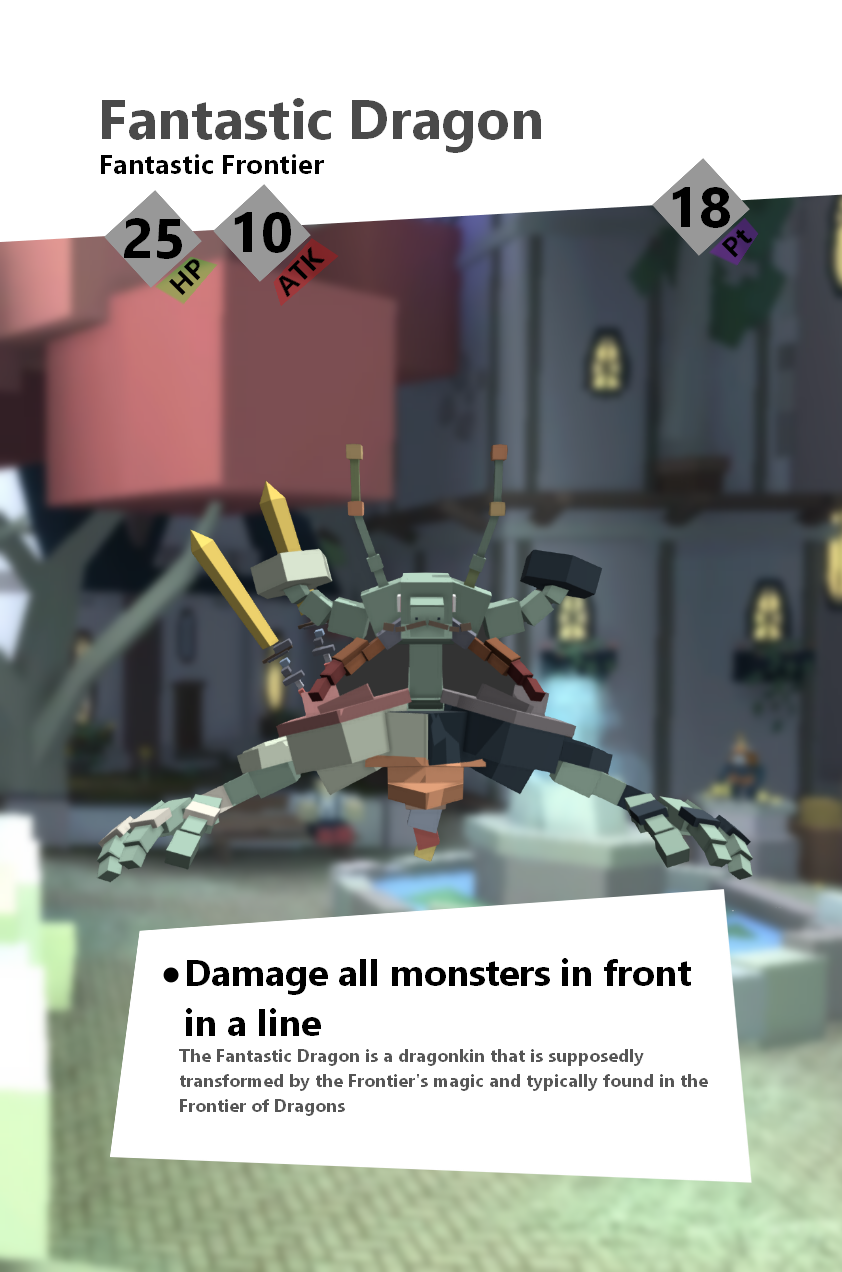 Fantastic Dragon
Fantastic Frontier
25 HP
10 ATK
18 Pt
•Damage all monsters in front
in a line
The Fantastic Dragon is a dragonkin that is supposedly
transformed by the Frontier's magic and typically found in the
Frontier of Dragons